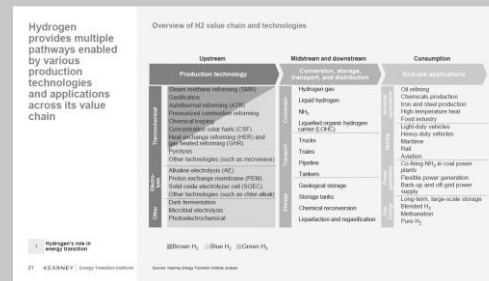 Hydrogen
provides multiple
pathways enabled
by various
production
technologies
and applications
across its value
chain
Overview of H2 value chain and technologies
Upstream
Production technology
Thermochemical
Steam methane reforming (SMR)
Gasification
Autothermal reforming (ATR)
Pressurized combustion reforming
Chemical looping
Concentration solar fuels (CSF)
Heat exchange reforming (HER) and
gas heated reforming (GHR)
Pyrolysis
Other technologies (such as microwave)
Electro-
lysis
Alkaline electrolysis (AE)
Proton exchange membrane (PEM)
Solid oxide electrolyzer cell (SOEC)
Other technologies (such as chlor-alkali)
Other
Dark fermentation
Microbial electrolysis
Photoelectrochemical
Midstream and downstream
Conversion, storage,
transport, and distribution
Conversion
Hydrogen gas
Liquid hydrogen
NH3
Liquefied organic hydrogen
carrier (LOHC)
Transport
Trucks
Trains
Pipeline
Tankers
Storage
Geological storage
Storage tanks
Chemical reconversion
Liquefaction and regasification
Consumption
End-use applications
Oil refining
Chemicals production
Iron and steel production
High-temperature heat
Food industry
Mobility
Light-duty vehicles
Heavy-duty vehicles
Maritime
Rail
Aviation
Co-firing NH3 in coal power
plants
Flexible power generation
Back up and off-grid power
supply
Long-term, large-scale storage
Blended H2
Methanation
Pure H2
Brown H2 Blue H2 Green H2
1 Hydrogen's role in
energy transition
21 KEARNEY Energy Transition Institute
Sources: Kearney Energy Transition Institute analysis